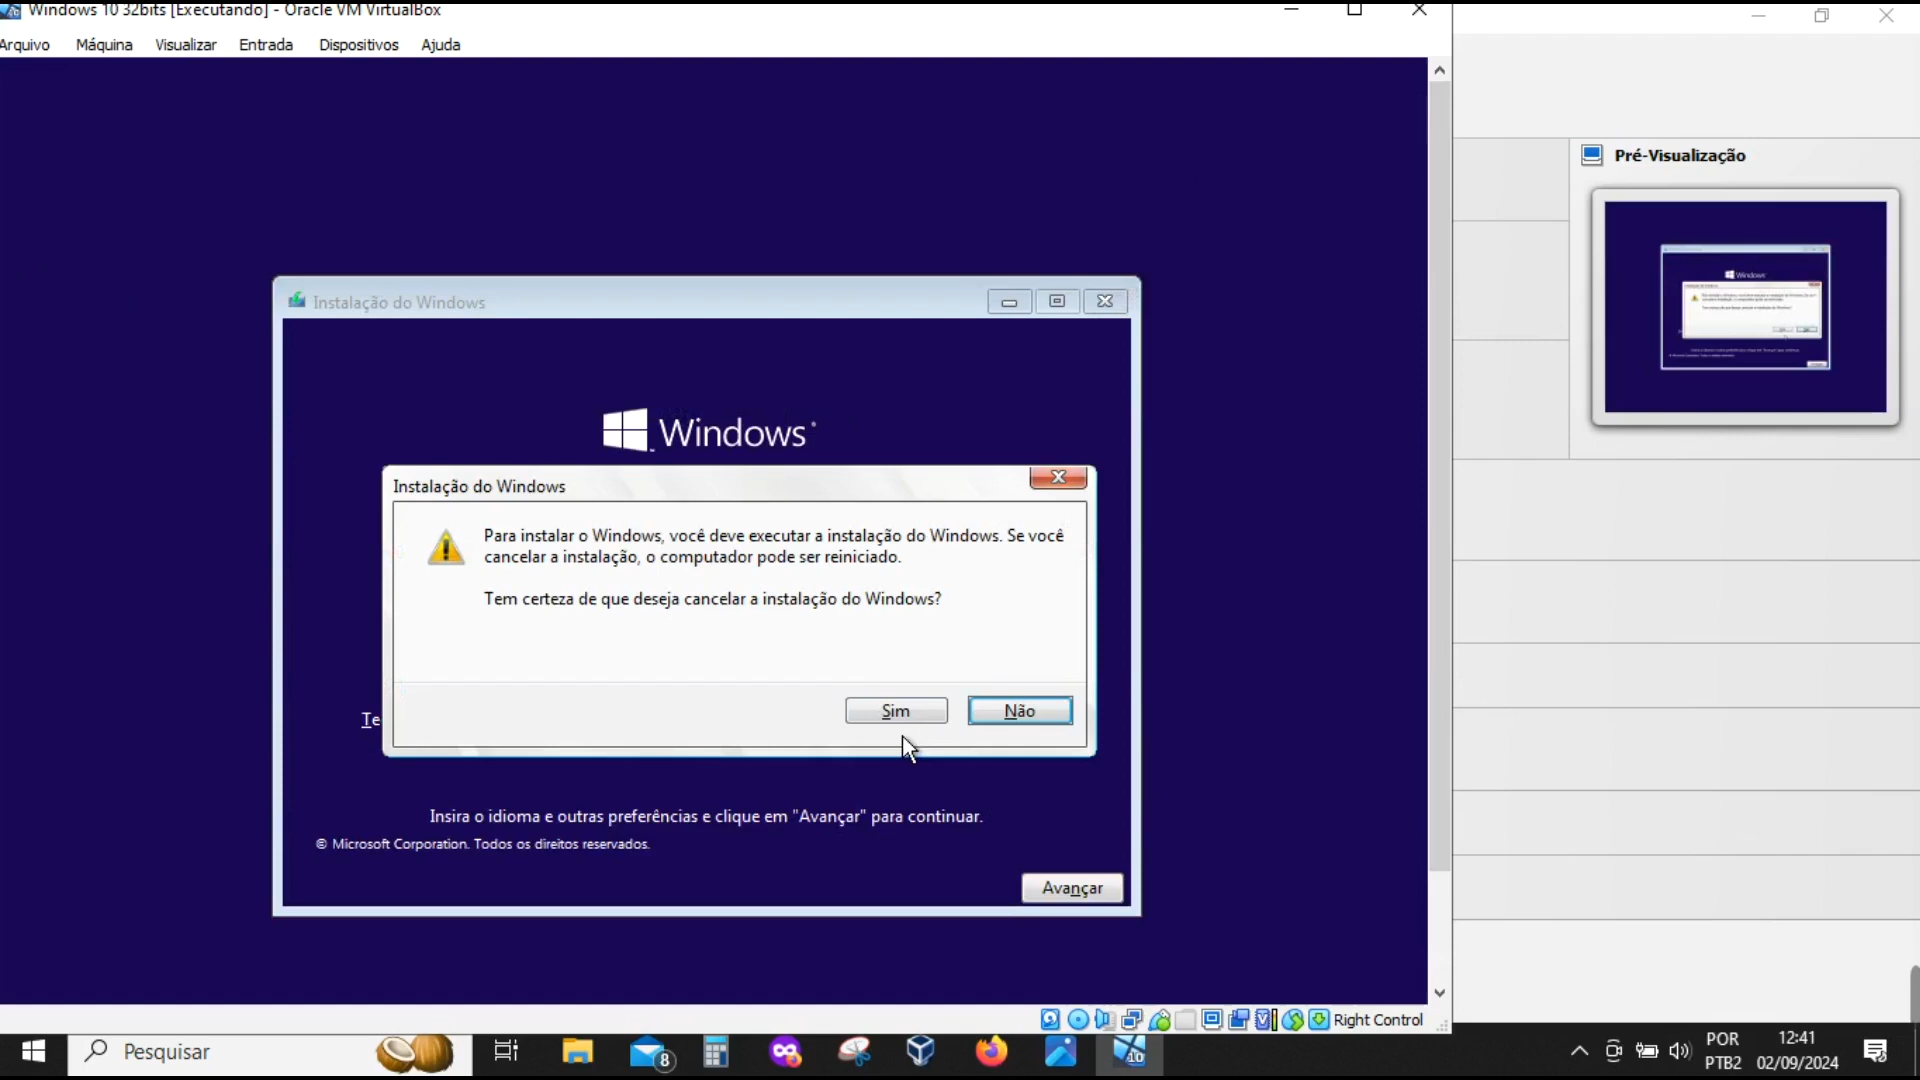 Windows 10 32bits [Executando] - Oracle VM VirtualBox
Arquivo Máquina Visualizar Entrada Dispositivos Ajuda
Pré-Visualização
Instalação do Windows
Windows
Instalação do Windows
Para instalar o Windows, você deve executar a instalação do Windows. Se você
cancelar a instalação, o computador pode ser reiniciado.
Tem certeza de que deseja cancelar a instalação do Windows?
Sim Não
Te
Insira o idioma e outras preferências e clique em "Avançar" para continuar.
© Microsoft Corporation. Todos os direitos reservados.
Avançar
Right Control
Pesquisar
8
10
POR
PTB2
12:41
02/09/2024